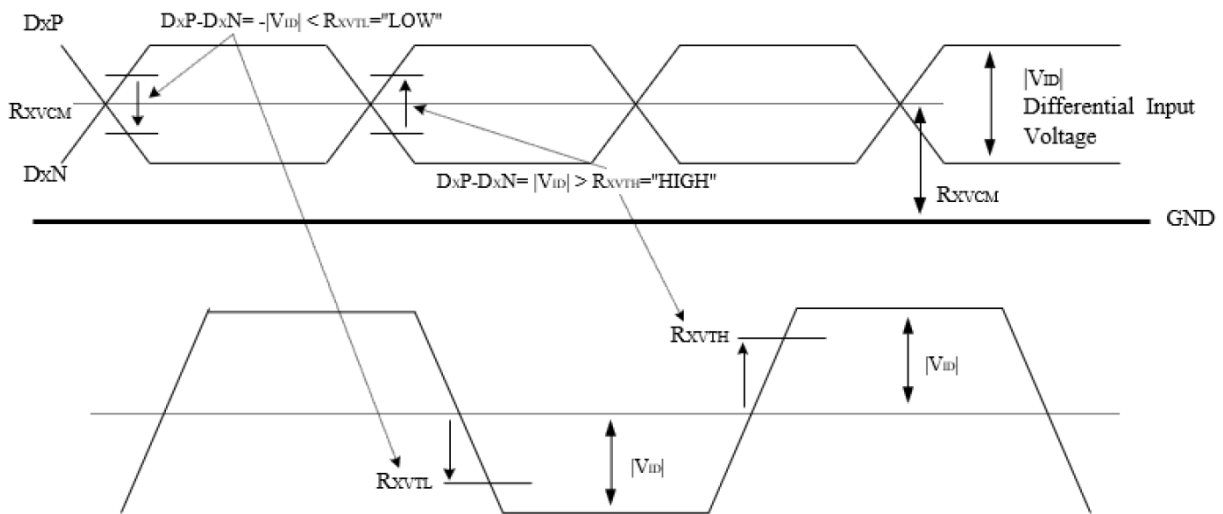 DxP
DxP-DxN= -|VID| < RXVTL="LOW"
|VID|
Differential Input
Voltage
RXVCM
DxN
DxP-DxN= |VID| > RXVTH="HIGH"
RXVCM
GND
RXVTH
|VID|
|VID|
RXVTL